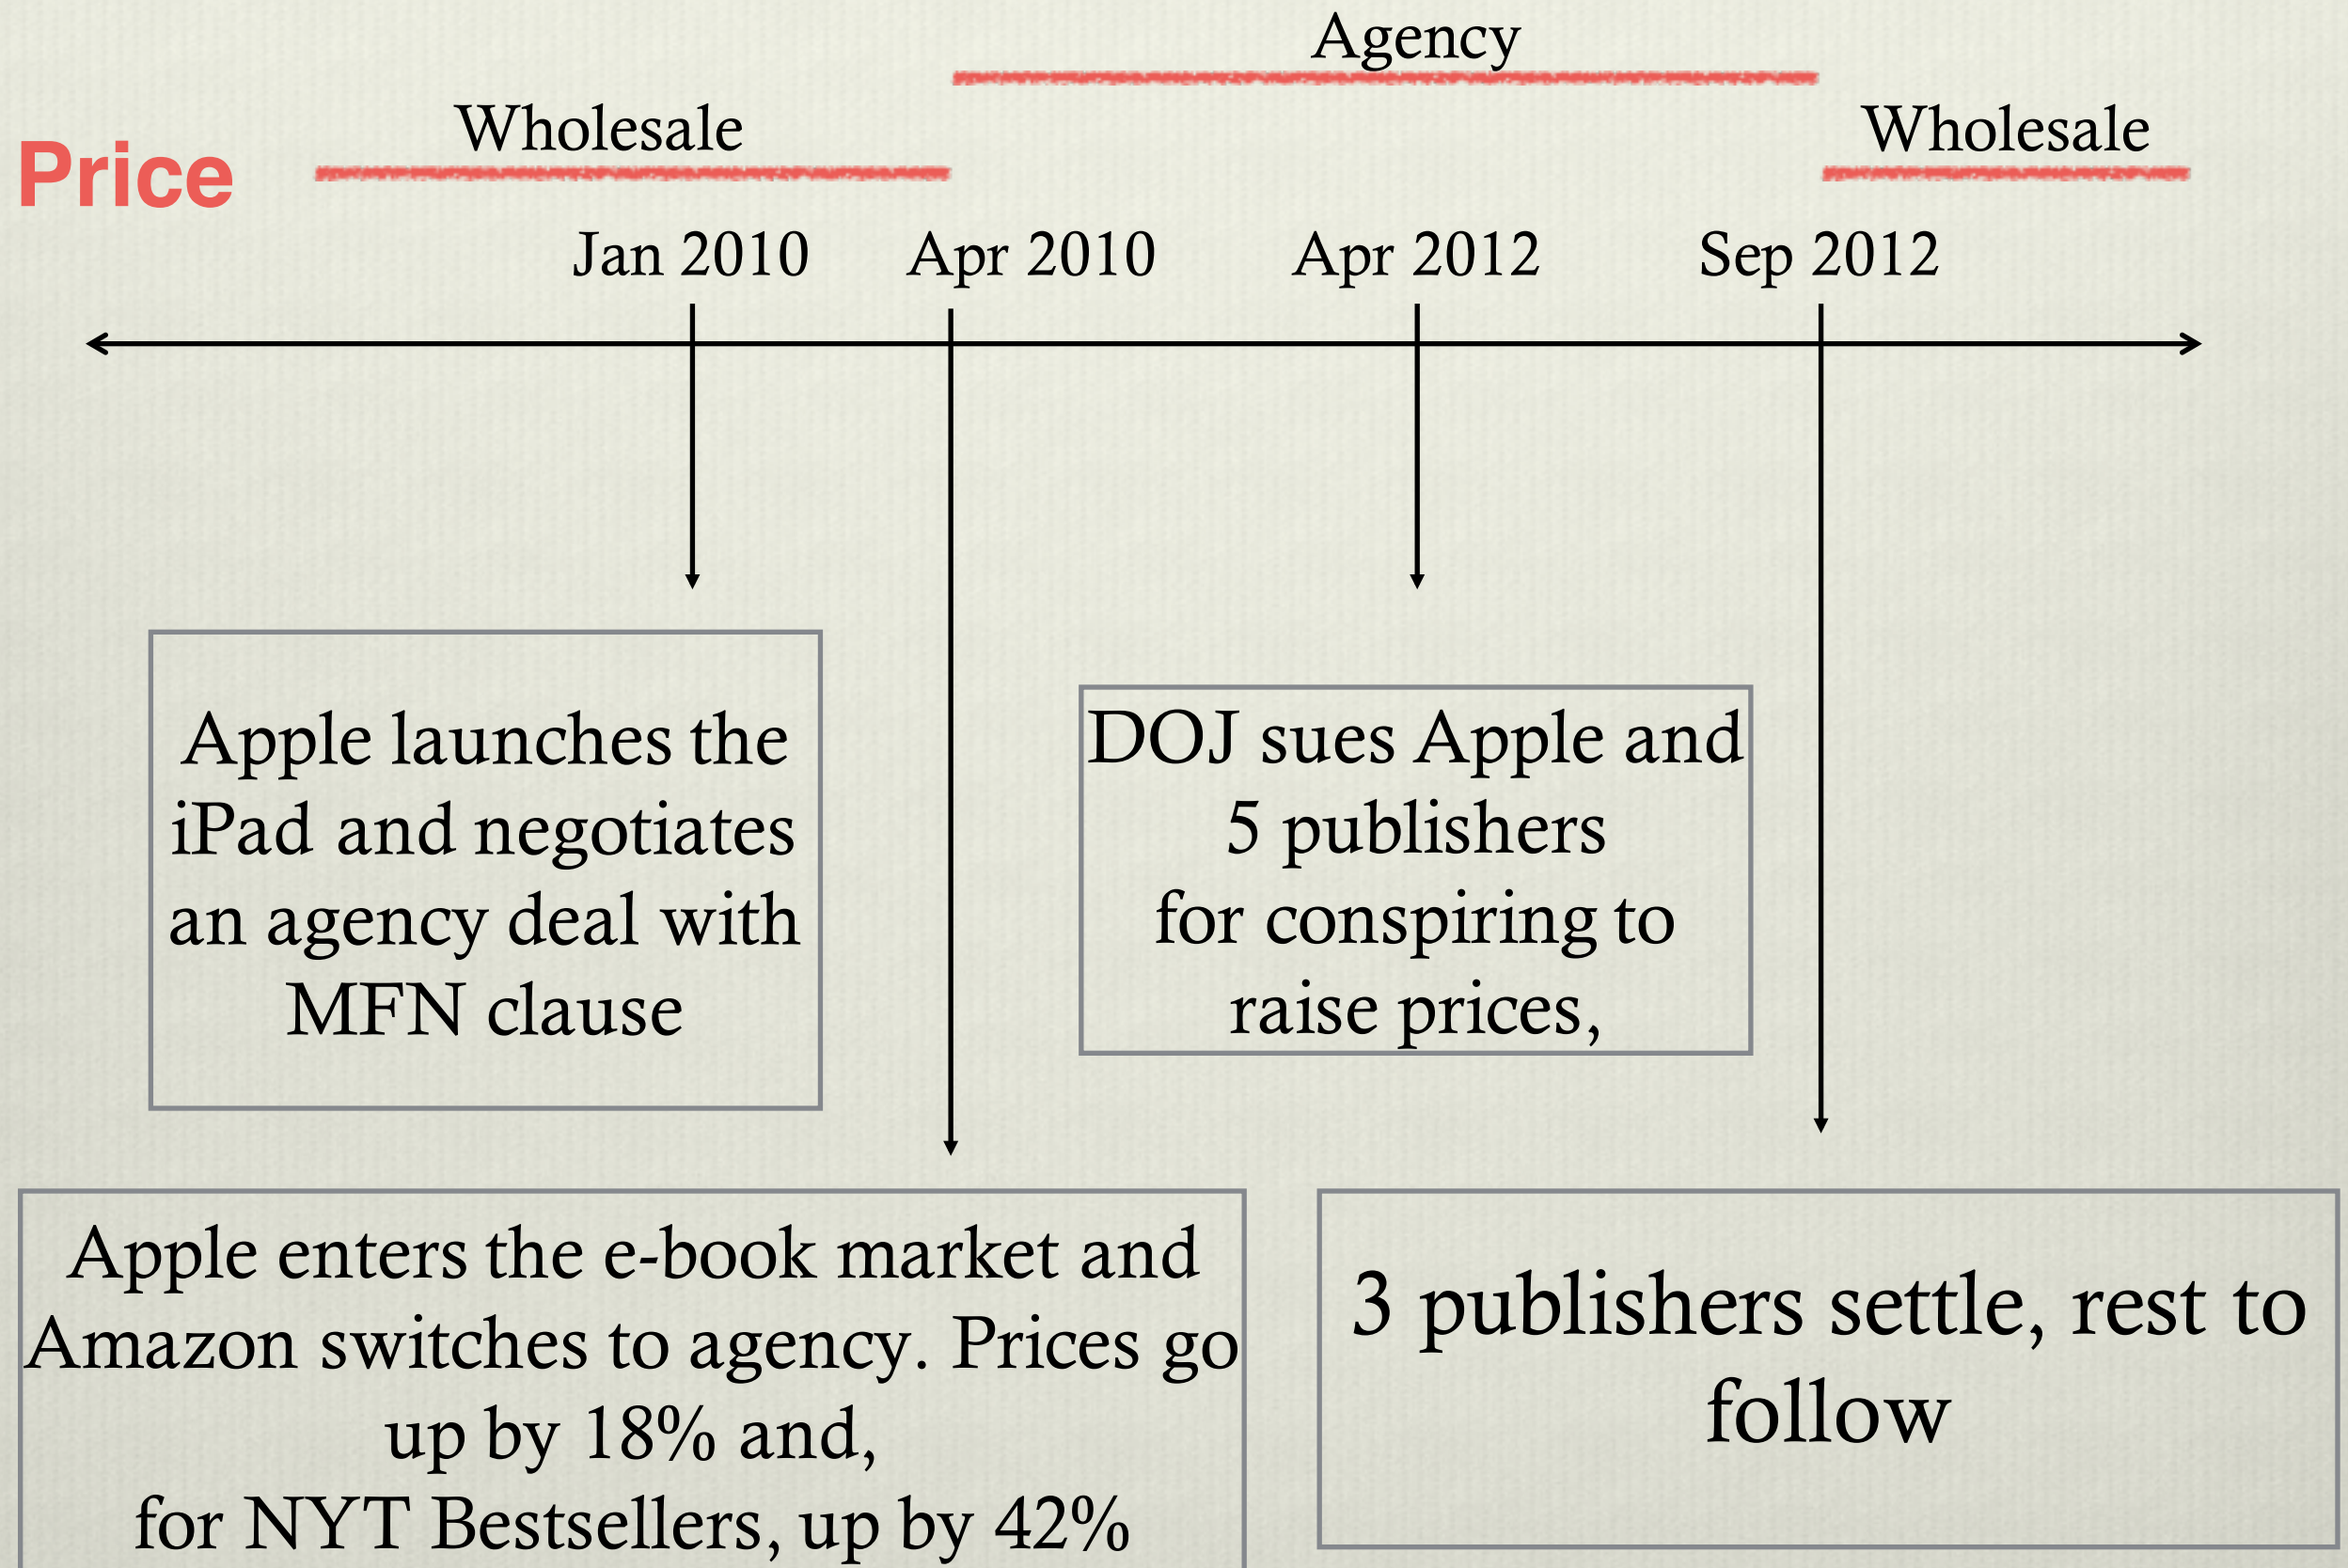 Agency
Wholesale
Wholesale
Price
Jan 2010
Apr 2010
Apr 2012
Sep 2012
Apple launches the
iPad and negotiates
an agency deal with
MFN clause
DOJ sues Apple and
5 publishers
for conspiring to
raise prices,
Apple enters the e-book market and
Amazon switches to agency. Prices go
up by 18% and,
for NYT Bestsellers, up by 42%
3 publishers settle, rest to
follow